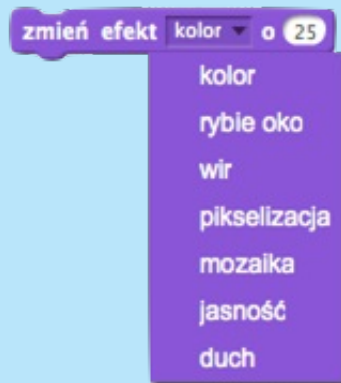 zmień efekt kolor o 25
kolor
rybie oko
wir
pikselizacja
mozaika
jasność
duch